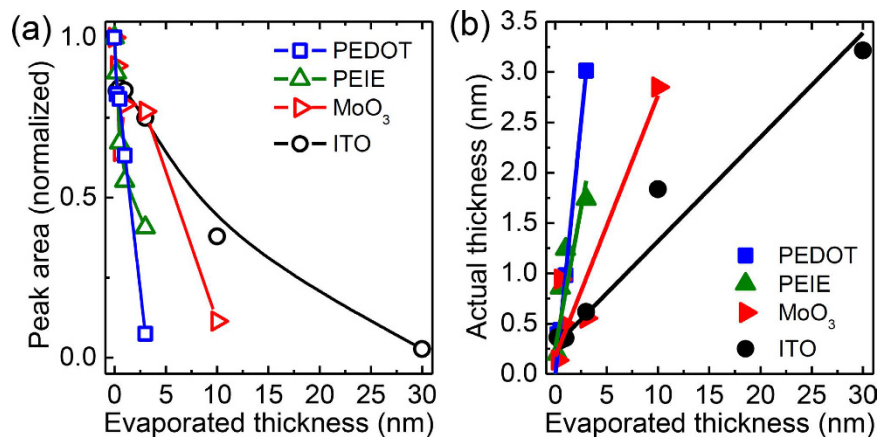 (a)
1.0
0.5
0.0
Peak area (normalized)
PEDOT
PEIE
MoO₃
ITO
0 5 10 15 20 25 30
Evaporated thickness (nm)
(b)
3.5
3.0
2.5
2.0
1.5
1.0
0.5
0.0
Actual thickness (nm)
PEDOT
PEIE
MoO₃
ITO
0 5 10 15 20 25 30
Evaporated thickness (nm)